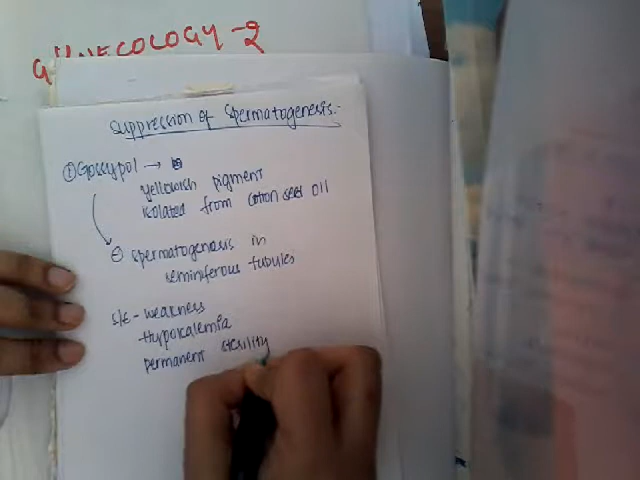 GYNECOLOGY-2
Suppression of Spermatogenesis:-
① Gossypol →
yellowish pigment
isolated from cotton seed oil
⊖ spermatogenesis in
seminiferous tubules
S/E - weakness
-Hypokalemia
permanent sterility